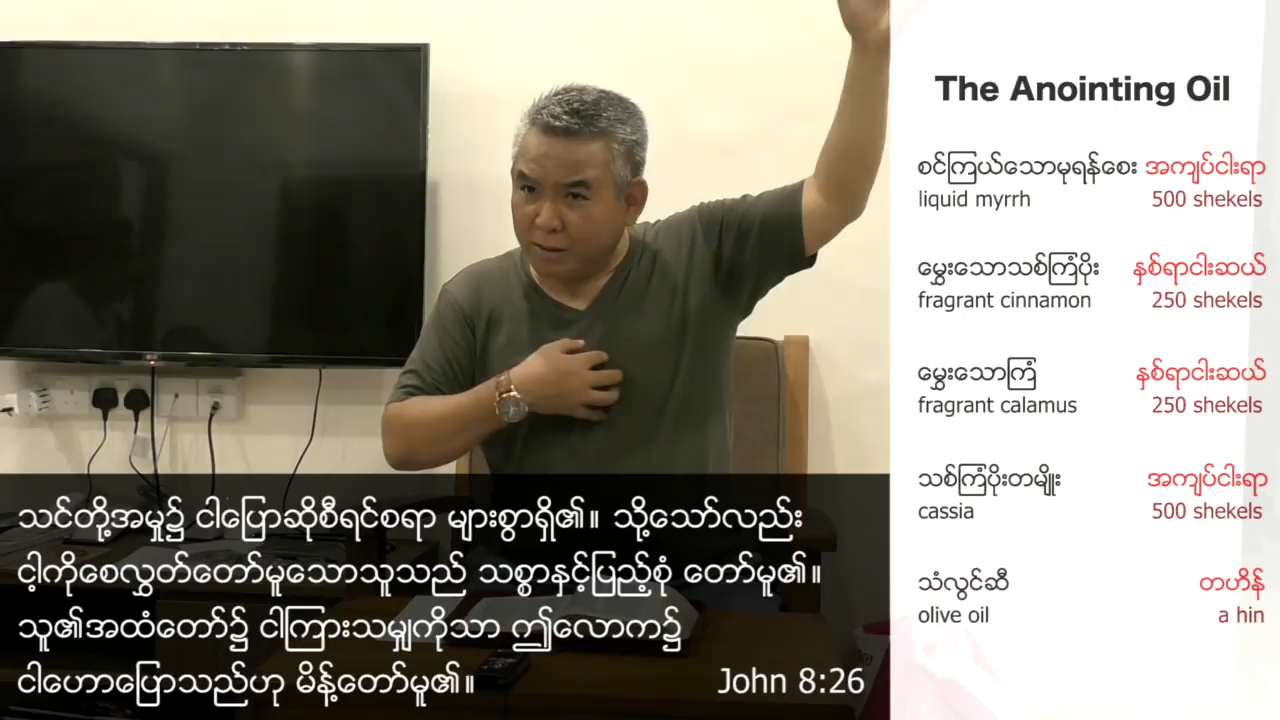 The Anointing Oil
စင်ကြယ်သောမုရန်စေး အကျပ်ငါးရာ
liquid myrrh 500 shekels
မွှေးသောသစ်ကြံပိုး နှစ်ရာငါးဆယ်
fragrant cinnamon 250 shekels
မွှေးသောကြံ နှစ်ရာငါးဆယ်
fragrant calamus 250 shekels
သစ်ကြံပိုးတမျိုး အကျပ်ငါးရာ
cassia 500 shekels
သံလွင်ဆီ တဟိန်
olive oil a hin
သင်တို့အမှု၌ ငါပြောဆိုစီရင်စရာ များစွာရှိ၏။ သို့သော်လည်း
ငါ့ကိုစေလွှတ်တော်မူသောသူသည် သစ္စာနှင့်ပြည့်စုံ တော်မူ၏။
သူ၏အထံတော်၌ ငါကြားသမျှကိုသာ ဤလောက၌
ငါဟောပြောသည်ဟု မိန့်တော်မူ၏။ John 8:26